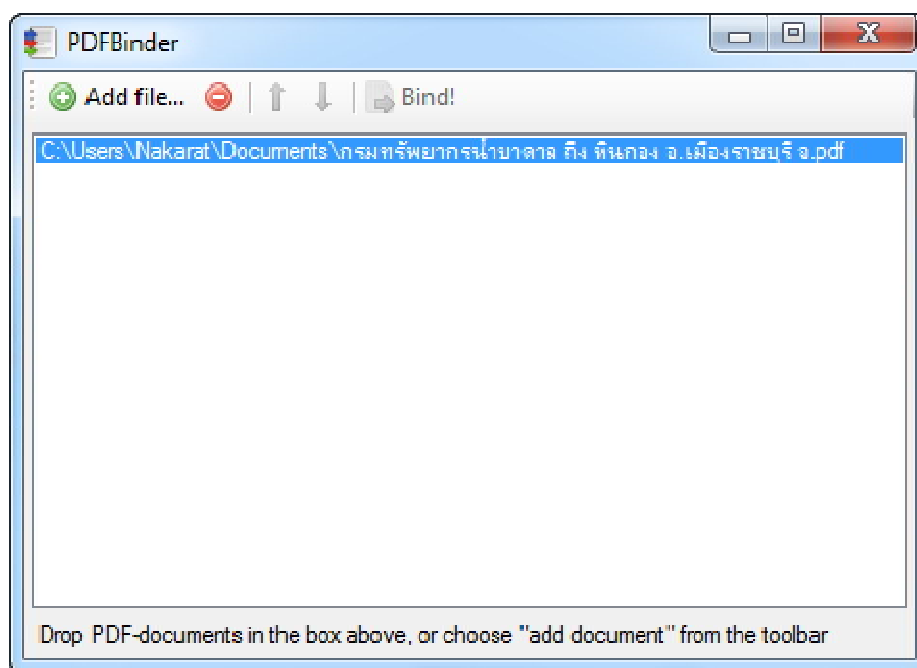 PDFBinder
Add file... Bind!
C:\Users\Nakarat\Documents\กรมทรัพยากรน้ำบาดาล ถึง หินกอง อ.เมืองราชบุรี จ.pdf
Drop PDF-documents in the box above, or choose "add document" from the toolbar